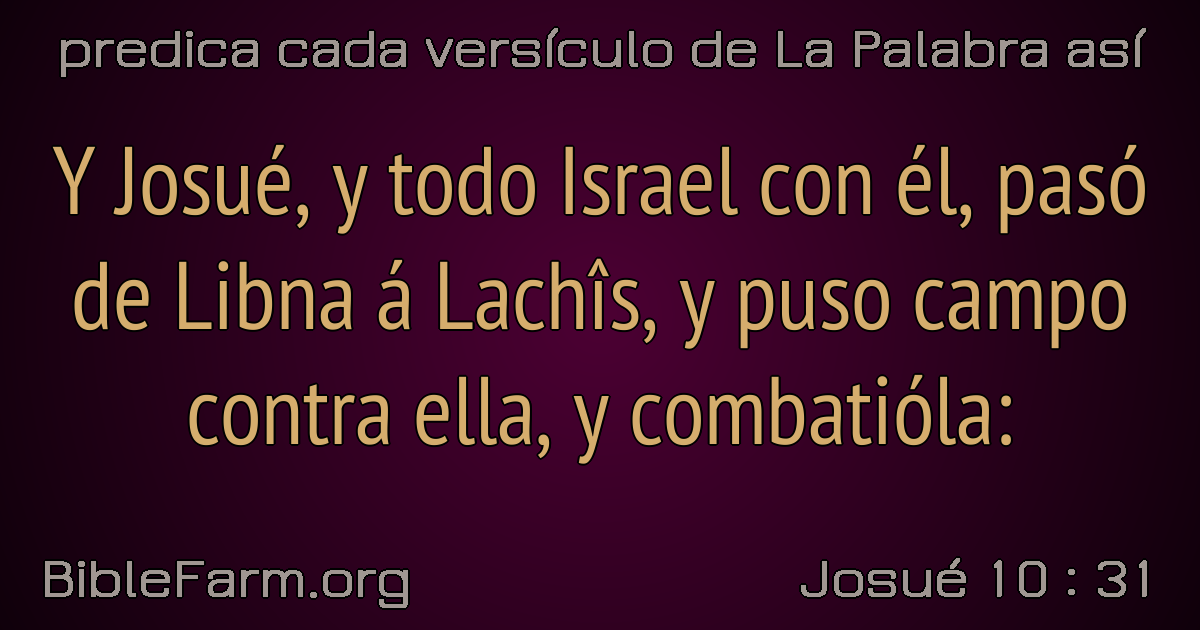 predica cada versículo de La Palabra así
Y Josué, y todo Israel con él, pasó
de Libna á Lachîs, y puso campo
contra ella, y combatióla:
BibleFarm.org
Josué 10 : 31